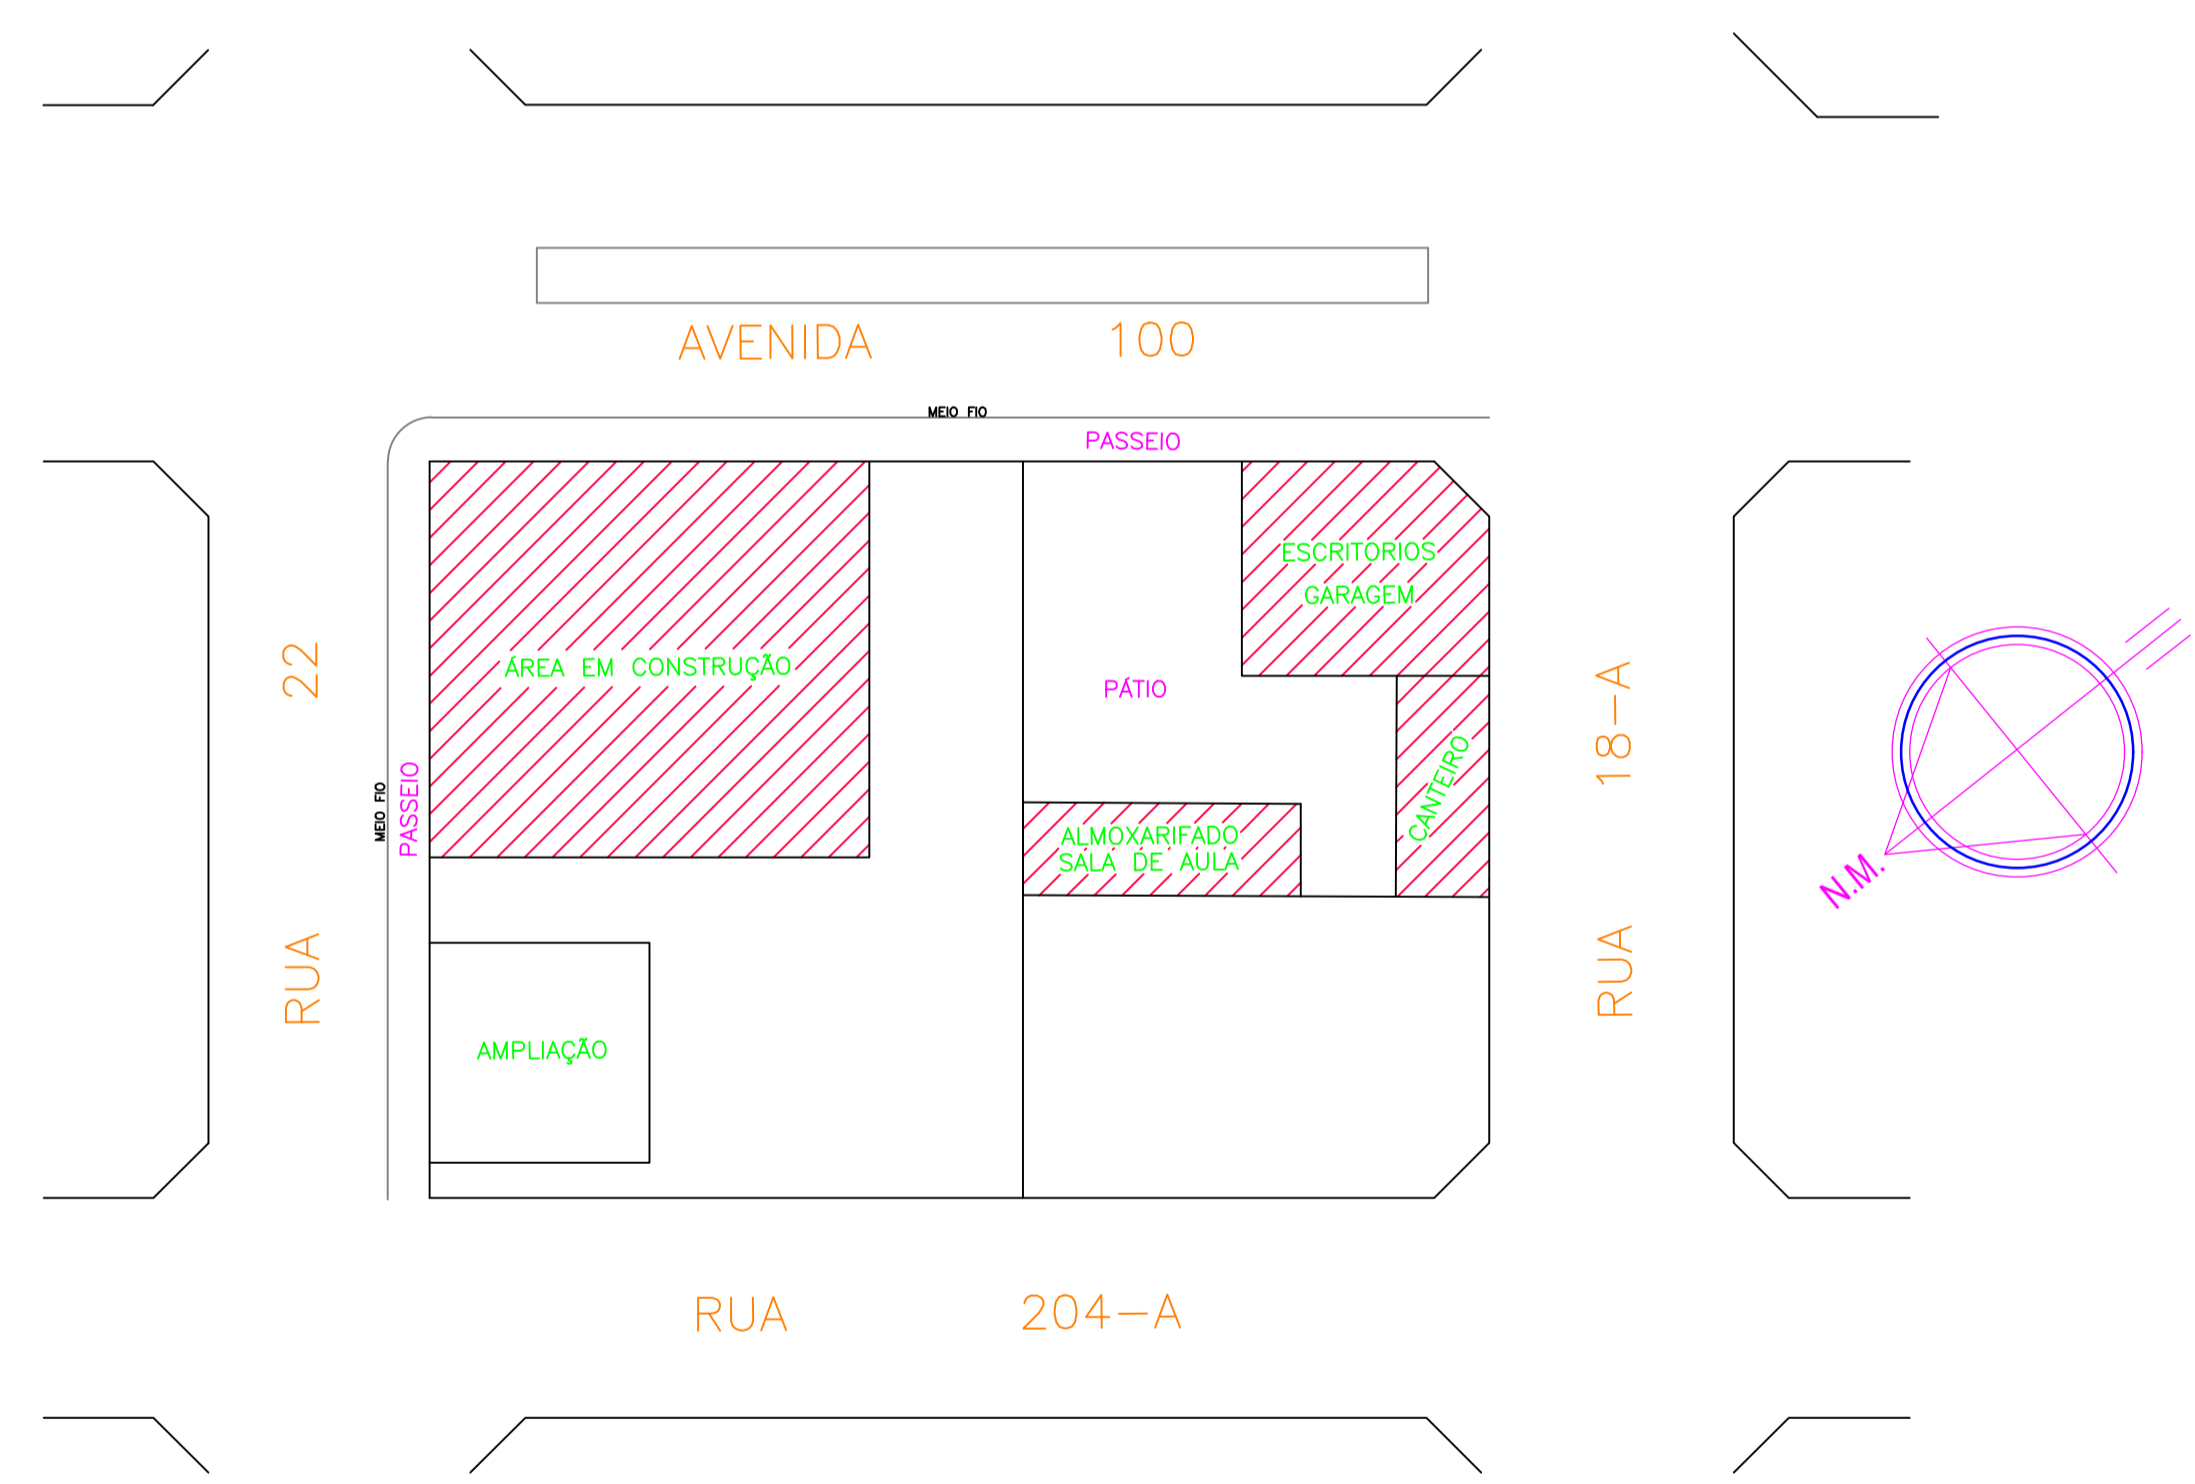 AVENIDA 100
MEIO FIO
PASSEIO
ESCRITORIOS
GARAGEM
ÁREA EM CONSTRUÇÃO
PÁTIO
CANTEIRO
ALMOXARIFADO
SALA DE AULA
MEIO FIO
PASSEIO
RUA 22
RUA 18-A
N.M.
AMPLIAÇÃO
RUA 204-A